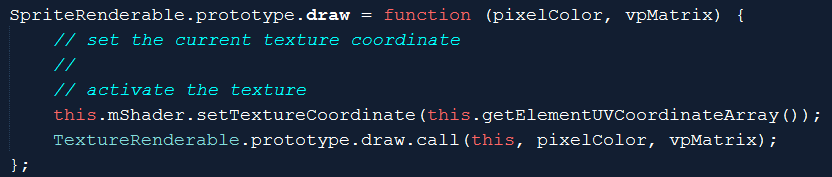 SpriteRenderable.prototype.draw = function (pixelColor, vpMatrix) {
    // set the current texture coordinate
    //
    // activate the texture
    this.mShader.setTextureCoordinate(this.getElementUVCoordinateArray());
    TextureRenderable.prototype.draw.call(this, pixelColor, vpMatrix);
};